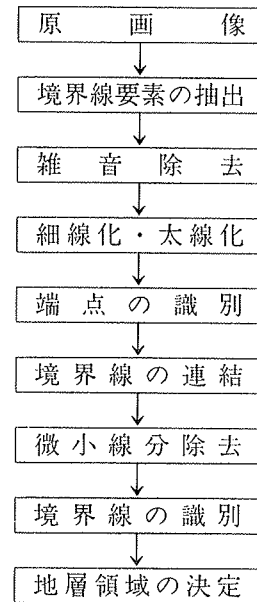 原画像
境界線要素の抽出
雑音除去
細線化・太線化
端点の識別
境界線の連結
微小線分除去
境界線の識別
地層領域の決定